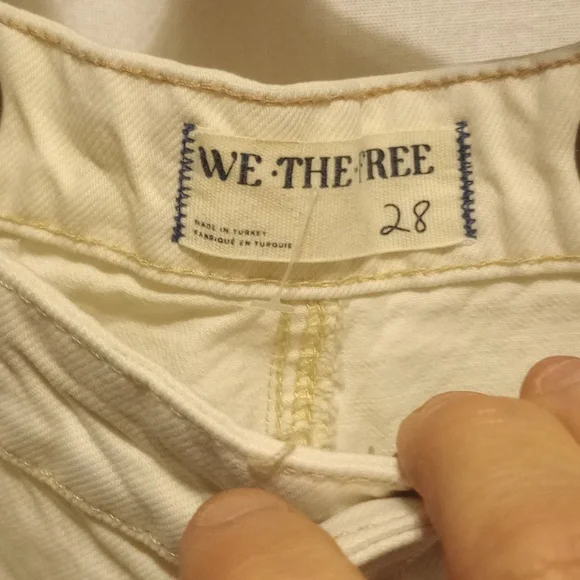 WE·THE·FREE
28
MADE IN TURKEY
FABRIQUÉ EN TURQUIE